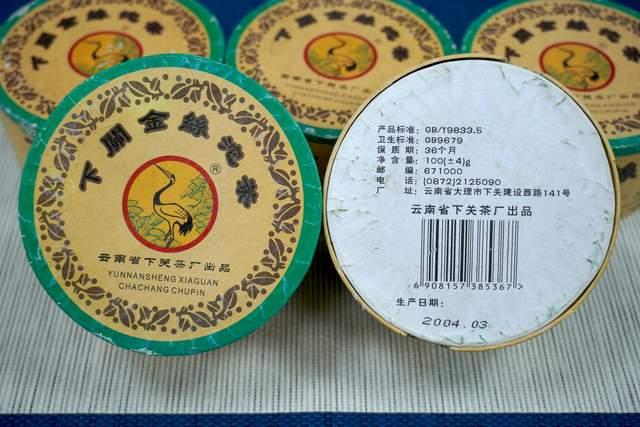 下關金絲沱茶
®
云南省下关茶厂出品
YUNNANSHENG XIAGUAN
CHACHANG CHUPIN
产品标准: GB/T9833.5
卫生标准: GB9679
保 质 期: 36个月
净 含 量: 100(±4)g
邮 编: 671000
电 话: (0872)2125090
厂 址: 云南省大理市下关建设西路141号
云南省下关茶厂出品
6 908157 385367
生产日期:
2004.03